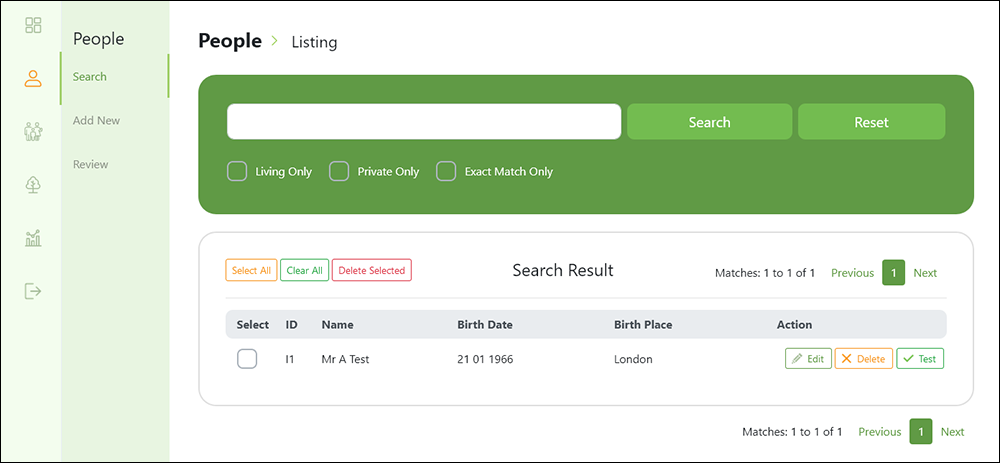 People
Search
Add New
Review
People > Listing
Search Reset
Living Only Private Only Exact Match Only
Select All Clear All Delete Selected Search Result Matches: 1 to 1 of 1 Previous 1 Next
Select ID Name Birth Date Birth Place Action
I1 Mr A Test 21 01 1966 London Edit Delete Test
Matches: 1 to 1 of 1 Previous 1 Next